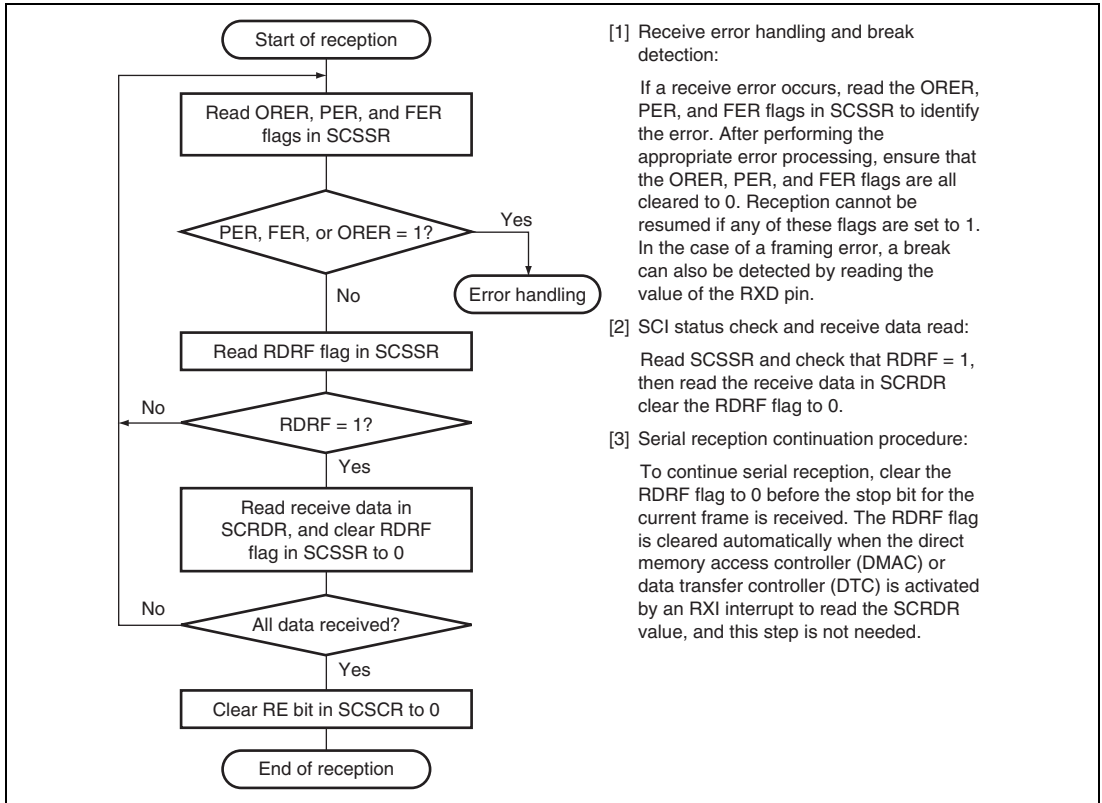 Start of reception
Read ORER, PER, and FER
flags in SCSSR
PER, FER, or ORER = 1?
Yes
Error handling
No
Read RDRF flag in SCSSR
No
RDRF = 1?
Yes
Read receive data in
SCRDR, and clear RDRF
flag in SCSSR to 0
No
All data received?
Yes
Clear RE bit in SCSCR to 0
End of reception
[1] Receive error handling and break
detection:
If a receive error occurs, read the ORER,
PER, and FER flags in SCSSR to identify
the error. After performing the
appropriate error processing, ensure that
the ORER, PER, and FER flags are all
cleared to 0. Reception cannot be
resumed if any of these flags are set to 1.
In the case of a framing error, a break
can also be detected by reading the
value of the RXD pin.
[2] SCI status check and receive data read:
Read SCSSR and check that RDRF = 1,
then read the receive data in SCRDR
clear the RDRF flag to 0.
[3] Serial reception continuation procedure:
To continue serial reception, clear the
RDRF flag to 0 before the stop bit for the
current frame is received. The RDRF flag
is cleared automatically when the direct
memory access controller (DMAC) or
data transfer controller (DTC) is activated
by an RXI interrupt to read the SCRDR
value, and this step is not needed.